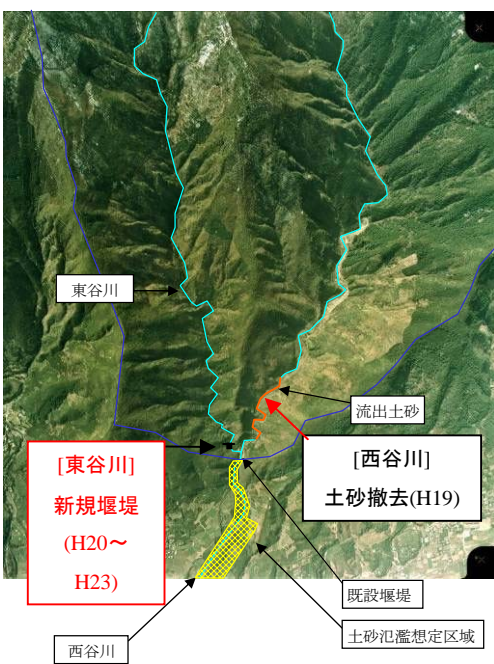 東谷川
流出土砂
[東谷川]
新規堰堤
(H20～
H23)
[西谷川]
土砂撤去(H19)
既設堰堤
土砂氾濫想定区域
西谷川